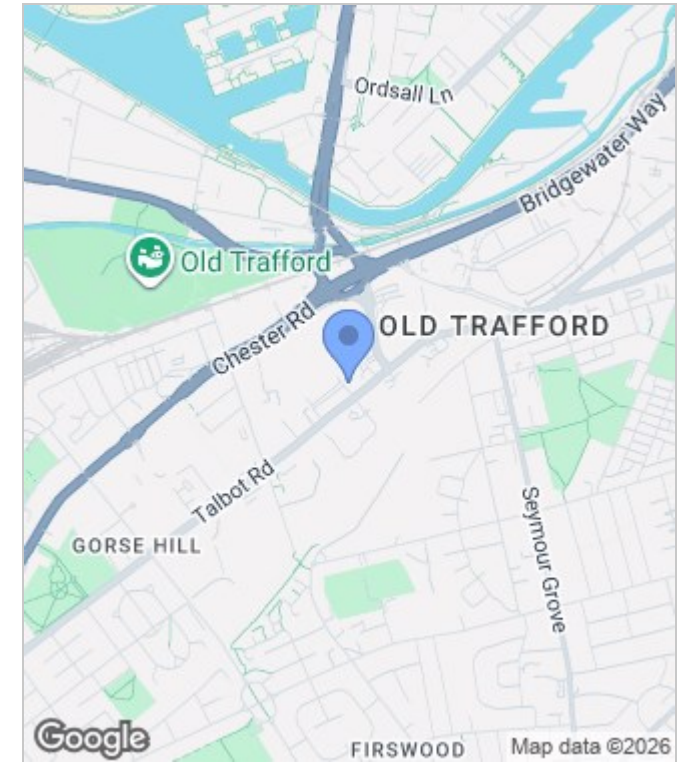 Ordsall Ln
Bridgewater Way
Old Trafford
OLD TRAFFORD
Chester Rd
Talbot Rd
Seymour Grove
GORSE HILL
FIRSWOOD
Google
Map data ©2026